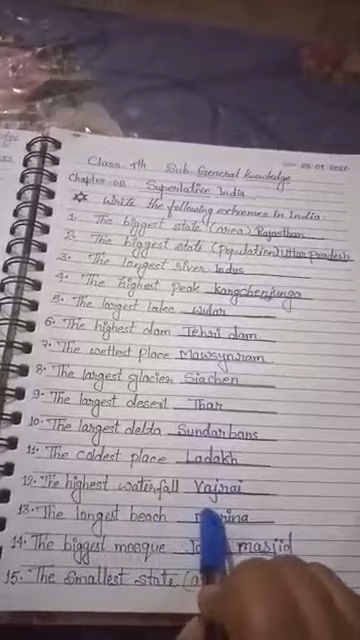 25-09-2020
Class 4th Sub-General Knowledge
Chapter-02 Superlative India
Write the following extremes in India.
1. The biggest state (area) Rajasthan
2. The biggest state (Population) Uttar Pradesh
3. The longest river Indus
4. The highest Peak Kangchenjunga
5. The largest lake Wular
6. The highest dam Tehri dam
7. The wettest Place Mawsynram
8. The largest glacier Siachen
9. The largest desert Thar
10. The largest delta Sundarbans
11. The coldest place Ladakh
12. The highest waterfall Vajrai
13. The longest beach
14. The biggest mosque masjid
15. The smallest state (a